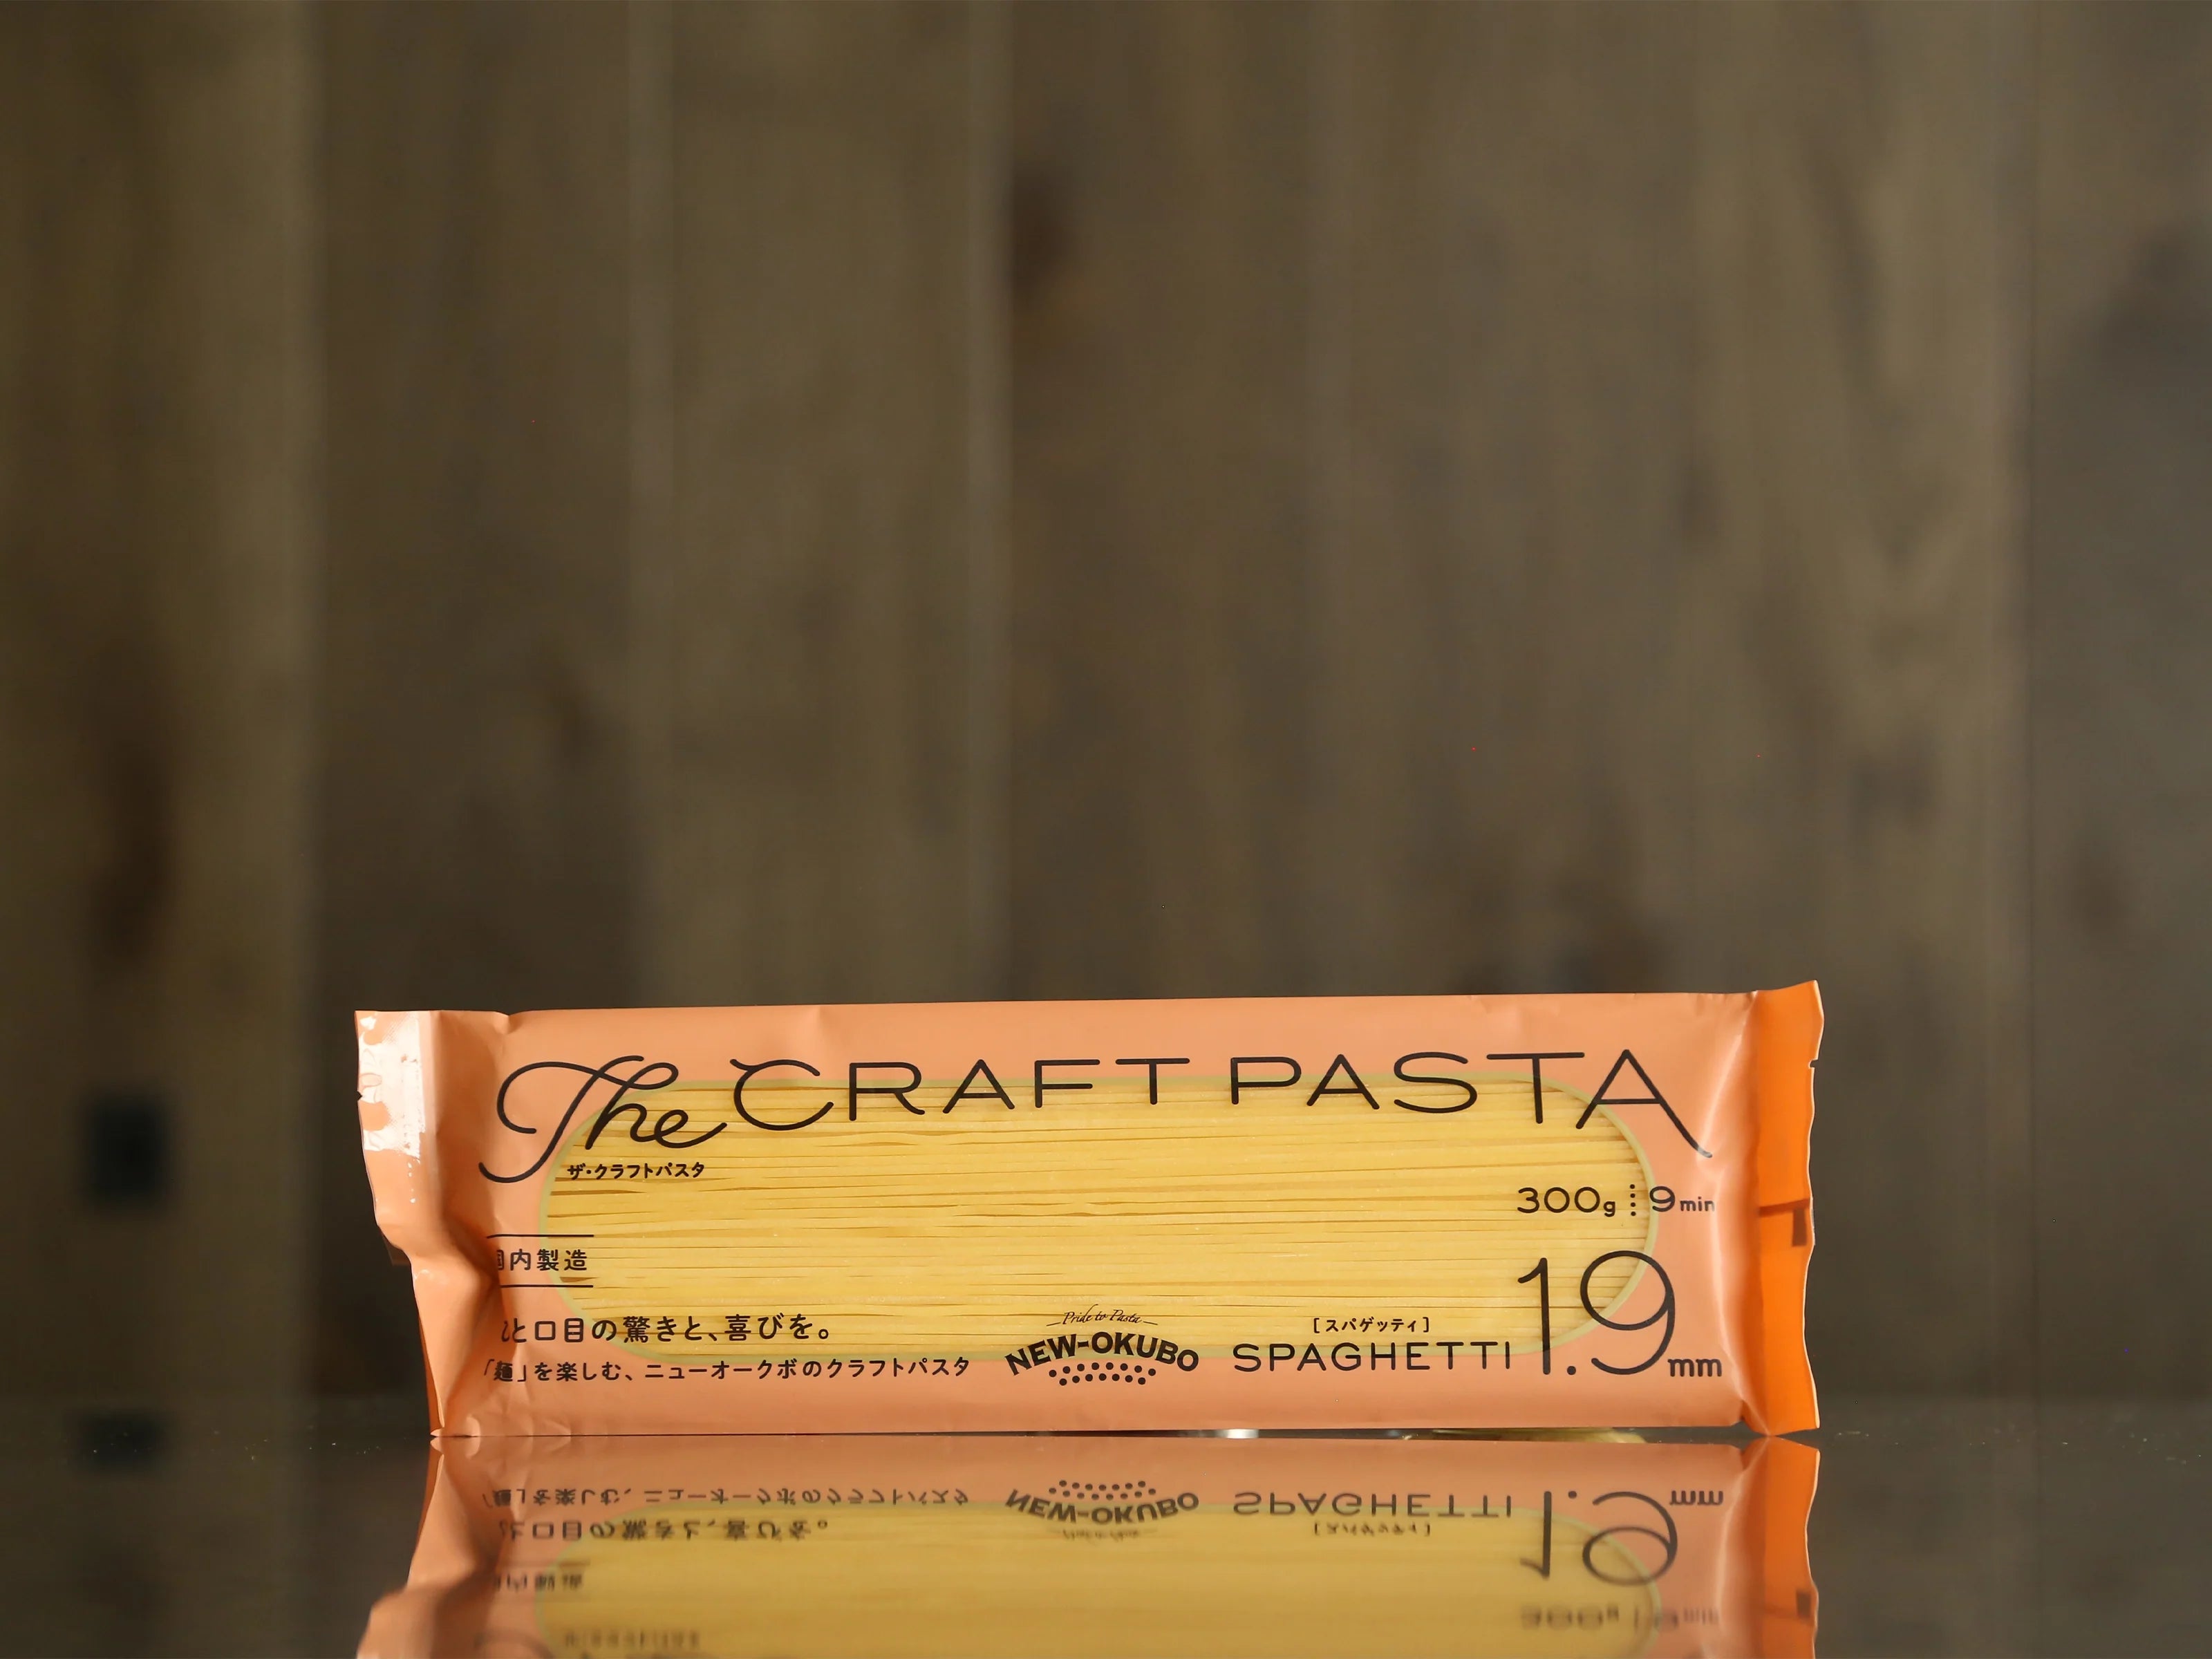 The CRAFT PASTA
ザ・クラフトパスタ
300g 9min
国内製造
ひと口目の驚きと、喜びを。
「麺」を楽しむ、ニューオークボのクラフトパスタ
Pride to Pasta
NEW-OKUBO
[スパゲッティ]
SPAGHETTI 1.9mm